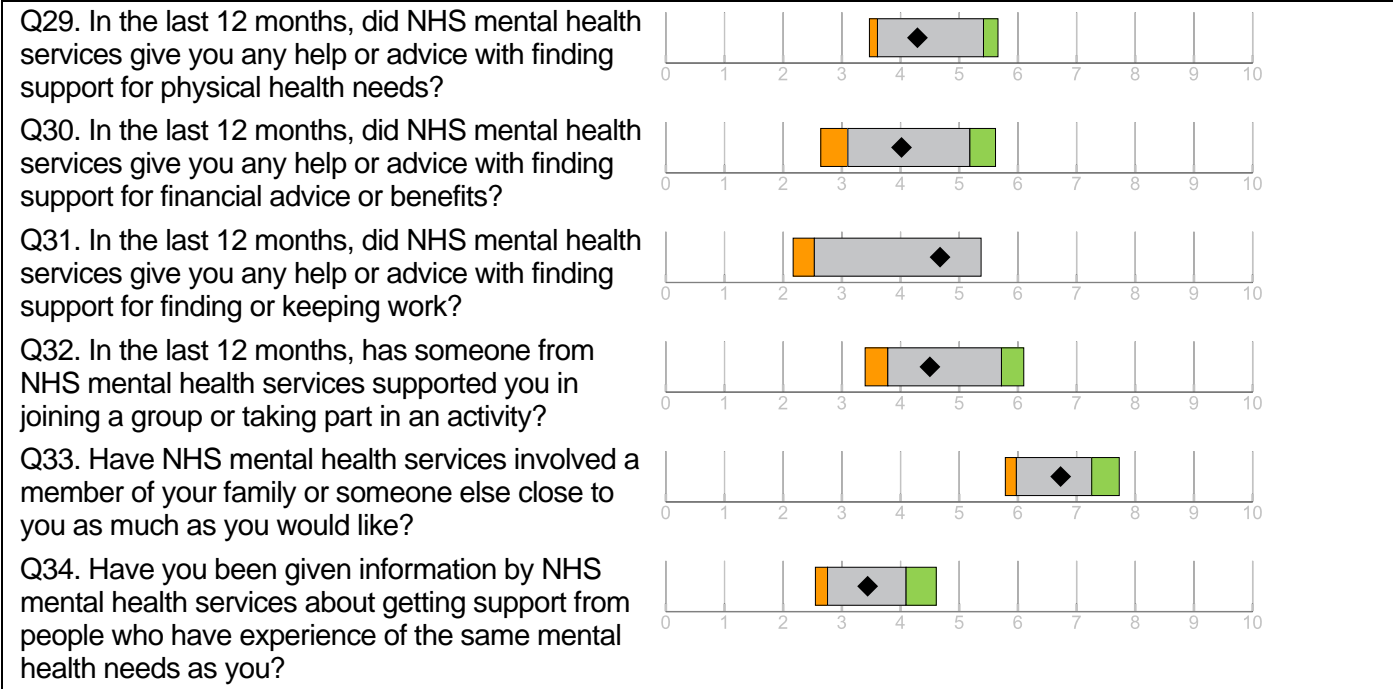 Q29. In the last 12 months, did NHS mental health
services give you any help or advice with finding
support for physical health needs?
0 1 2 3 4 5 6 7 8 9 10
Q30. In the last 12 months, did NHS mental health
services give you any help or advice with finding
support for financial advice or benefits?
0 1 2 3 4 5 6 7 8 9 10
Q31. In the last 12 months, did NHS mental health
services give you any help or advice with finding
support for finding or keeping work?
0 1 2 3 4 5 6 7 8 9 10
Q32. In the last 12 months, has someone from
NHS mental health services supported you in
joining a group or taking part in an activity?
0 1 2 3 4 5 6 7 8 9 10
Q33. Have NHS mental health services involved a
member of your family or someone else close to
you as much as you would like?
0 1 2 3 4 5 6 7 8 9 10
Q34. Have you been given information by NHS
mental health services about getting support from
people who have experience of the same mental
health needs as you?
0 1 2 3 4 5 6 7 8 9 10